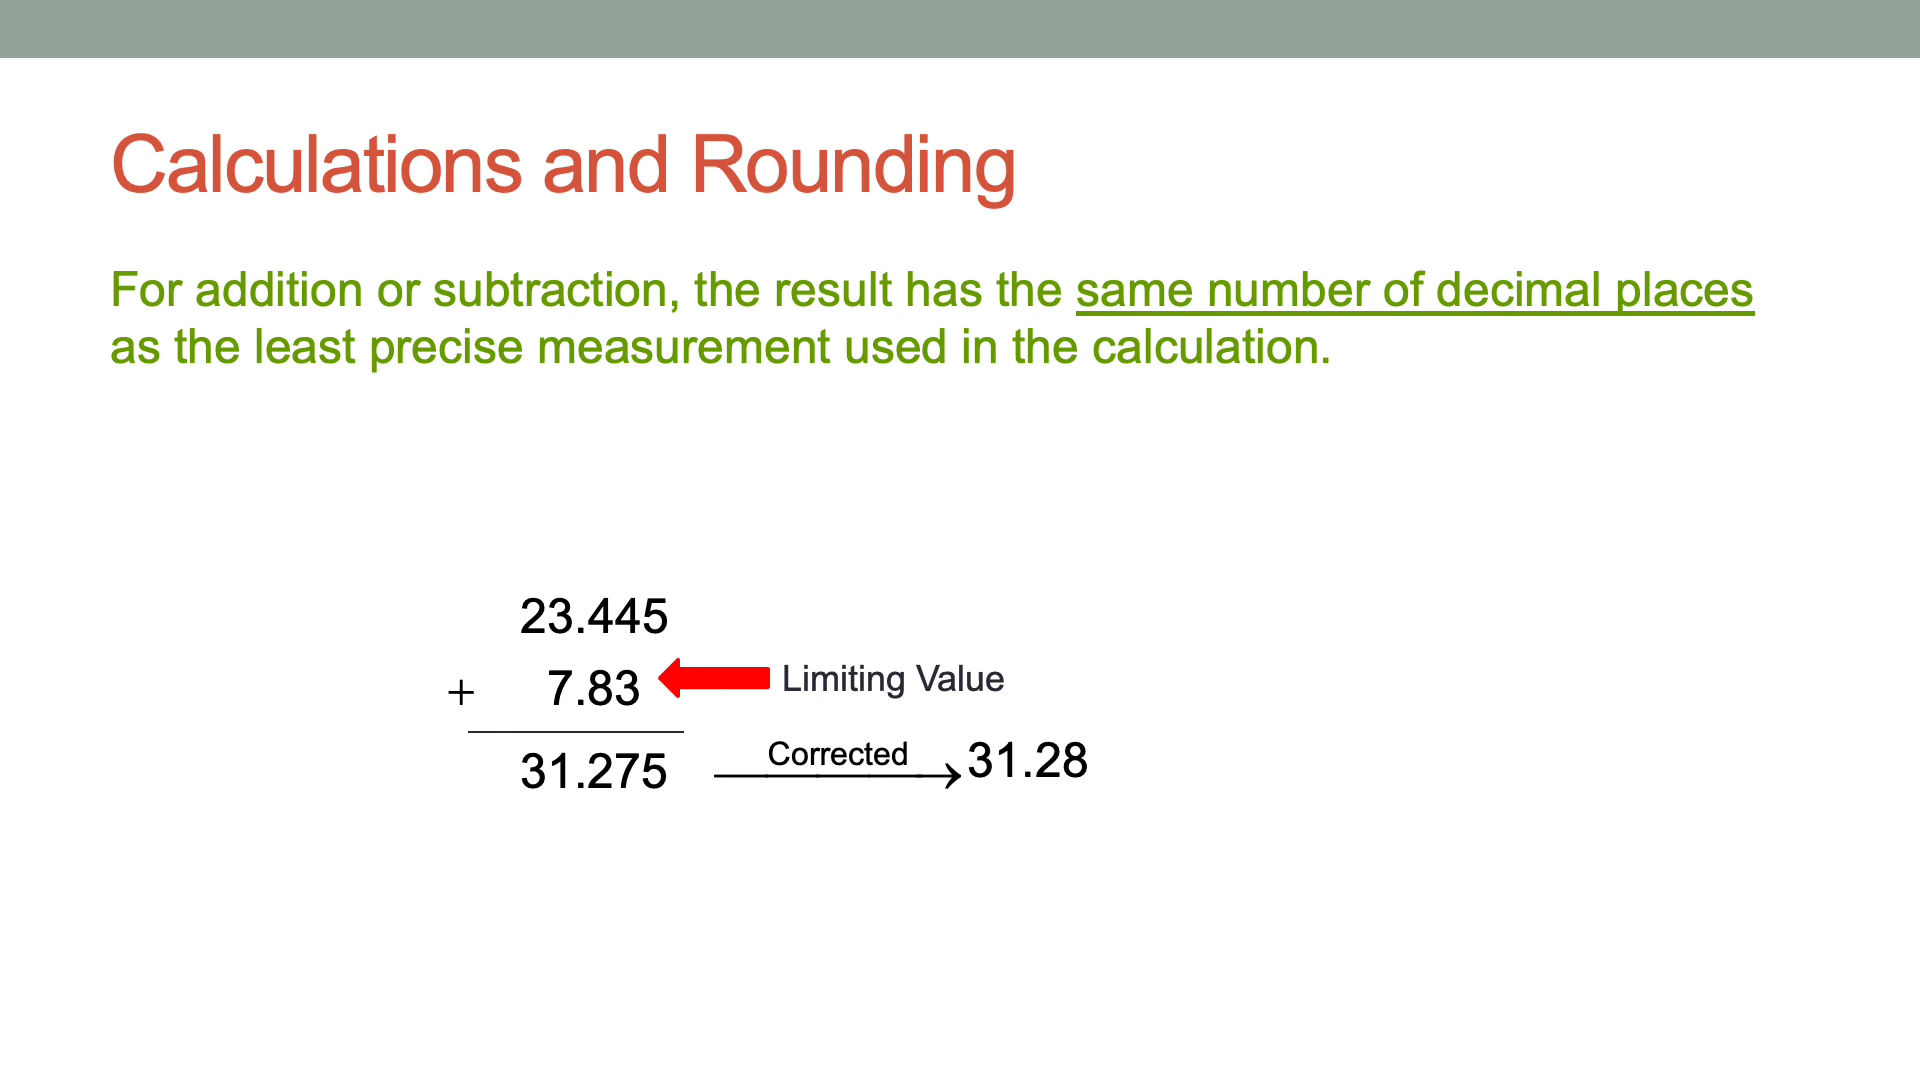 Calculations and Rounding
For addition or subtraction, the result has the same number of decimal places
as the least precise measurement used in the calculation.
23.445
+ 7.83 Limiting Value
31.275 Corrected 31.28